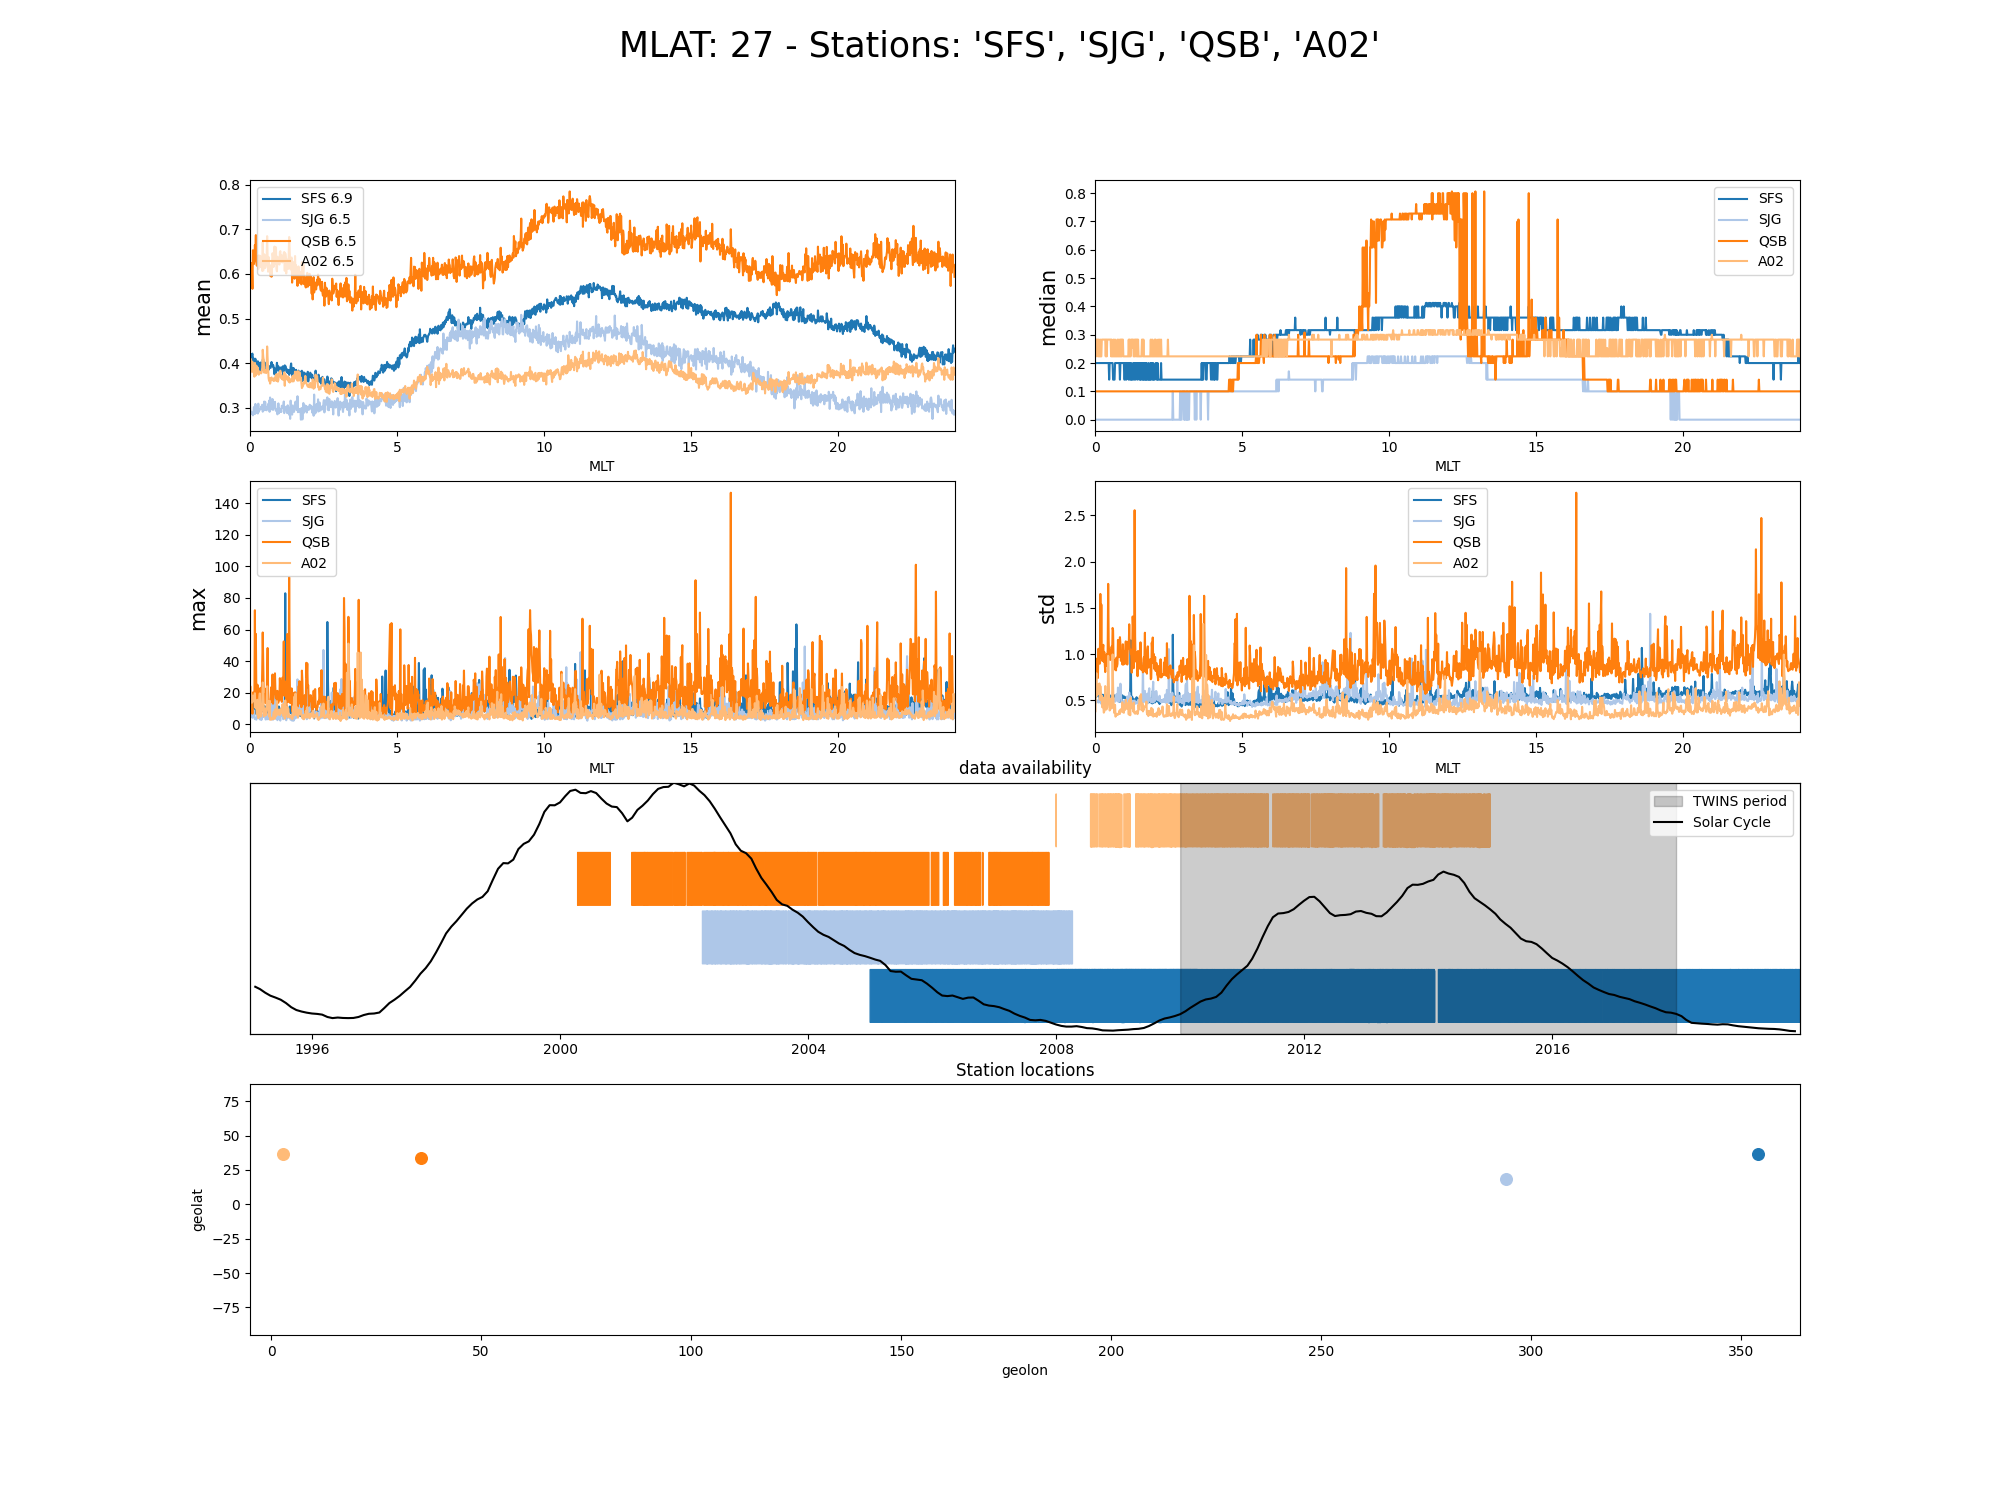 MLAT: 27 - Stations: 'SFS', 'SJG', 'QSB', 'A02'
mean
0.8
0.7
0.6
0.5
0.4
0.3
SFS 6.9
SJG 6.5
QSB 6.5
A02 6.5
0 5 10 15 20
MLT
median
0.8
0.7
0.6
0.5
0.4
0.3
0.2
0.1
0.0
SFS
SJG
QSB
A02
0 5 10 15 20
MLT
max
140
120
100
80
60
40
20
0
SFS
SJG
QSB
A02
0 5 10 15 20
MLT
std
2.5
2.0
1.5
1.0
0.5
SFS
SJG
QSB
A02
0 5 10 15 20
MLT
data availability
TWINS period
Solar Cycle
1996 2000 2004 2008 2012 2016
Station locations
geolat
75
50
25
0
−25
−50
−75
0 50 100 150 200 250 300 350
geolon